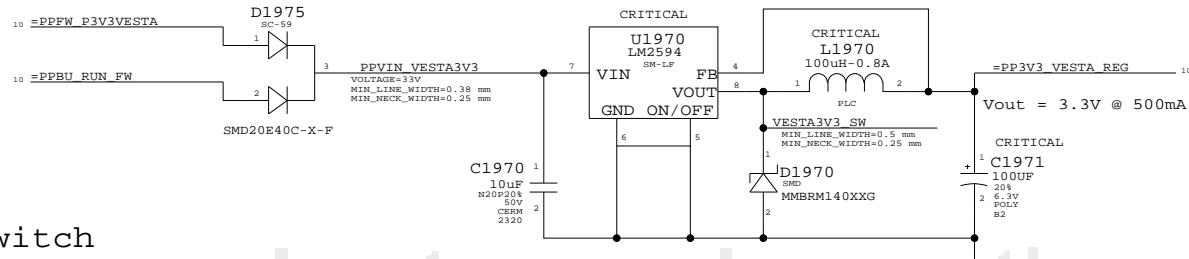 D1975
SC-59
10 =PPFW_P3V3VESTA
1
10 =PPBU_RUN_FW
2
SMD20E40C-X-F
3 PPVIN_VESTA3V3
VOLTAGE=33V
MIN_LINE_WIDTH=0.38 mm
MIN_NECK_WIDTH=0.25 mm
CRITICAL
U1970
LM2594
SM-LF
7 VIN FB 4
VOUT 8
GND ON/OFF
6 5
CRITICAL
L1970
100uH-0.8A
1 2
PLC
=PP3V3_VESTA_REG 10
Vout = 3.3V @ 500mA
VESTA3V3_SW
MIN_LINE_WIDTH=0.5 mm
MIN_NECK_WIDTH=0.25 mm
C1970 1
10uF
N20P20%
50V
CERM 2
2320
1
D1970
SMD
MMBRM140XXG
2
CRITICAL
1 C1971
+ 100UF
20%
2 6.3V
POLY
B2
witch